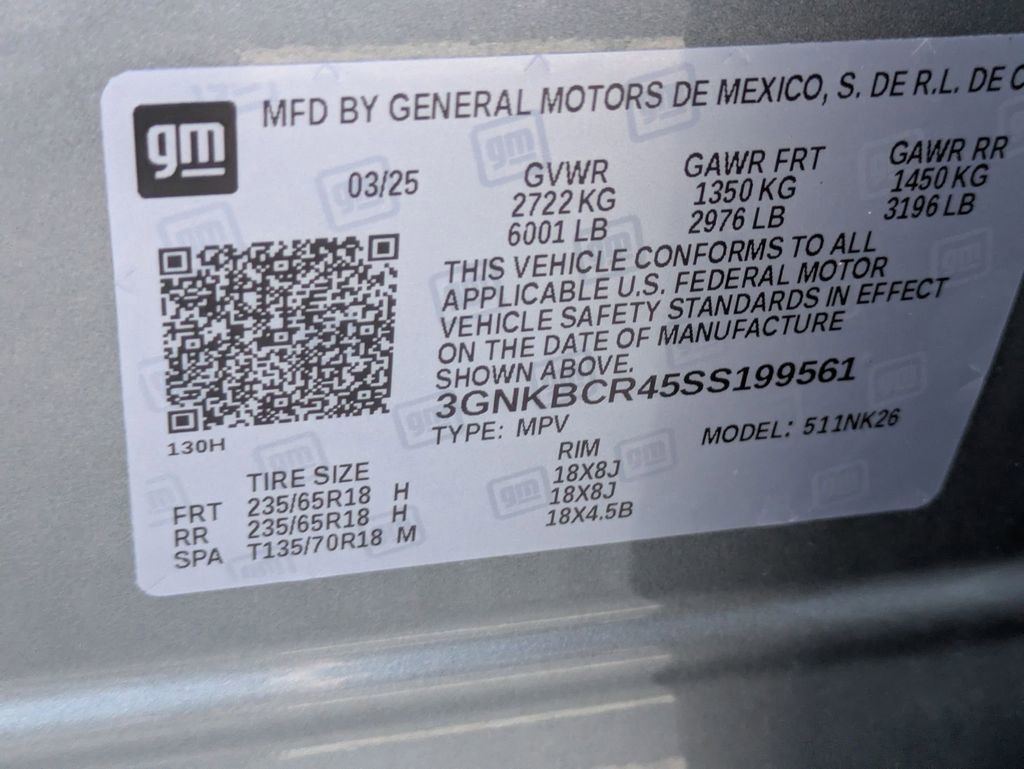 gm
MFD BY GENERAL MOTORS DE MEXICO, S. DE R.L. DE C
03/25
GVWR GAWR FRT GAWR RR
2722 KG 1350 KG 1450 KG
6001 LB 2976 LB 3196 LB
THIS VEHICLE CONFORMS TO ALL
APPLICABLE U.S. FEDERAL MOTOR
VEHICLE SAFETY STANDARDS IN EFFECT
ON THE DATE OF MANUFACTURE
SHOWN ABOVE.
3GNKBCR45SS199561
TYPE: MPV MODEL: 511NK26
130H
TIRE SIZE RIM
FRT 235/65R18 H 18X8J
RR 235/65R18 H 18X8J
SPA T135/70R18 M 18X4.5B